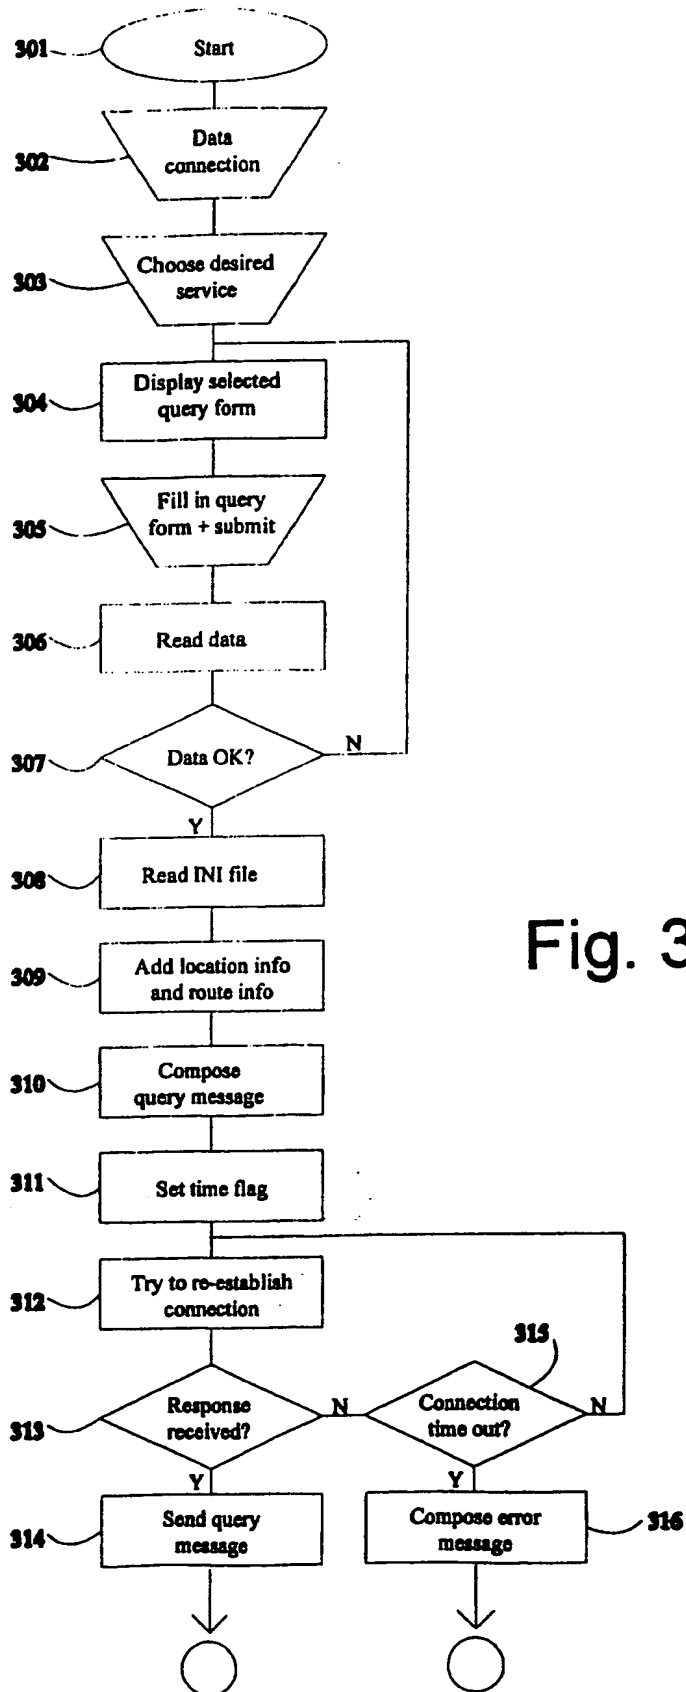 301
Start
302
Data
connection
303
Choose desired
service
304
Display selected
query form
305
Fill in query
form + submit
306
Read data
307
Data OK?
N
Y
308
Read INI file
309
Add location info
and route info
Fig. 3
310
Compose
query message
311
Set time flag
312
Try to re-establish
connection
315
313
Response
received?
N
Connection
time out?
N
Y
Y
314
Send query
message
Compose error
message
316